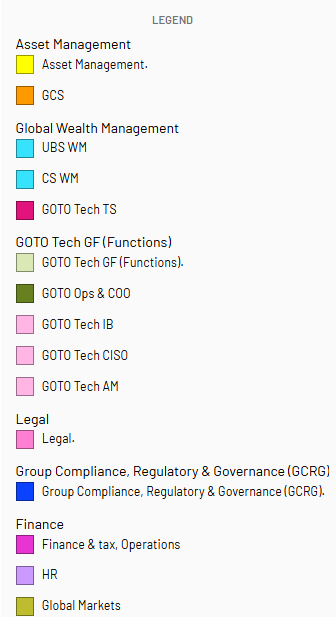 LEGEND
Asset Management
Asset Management.
GCS
Global Wealth Management
UBS WM
CS WM
GOTO Tech TS
GOTO Tech GF (Functions)
GOTO Tech GF (Functions).
GOTO Ops & COO
GOTO Tech IB
GOTO Tech CISO
GOTO Tech AM
Legal
Legal.
Group Compliance, Regulatory & Governance (GCRG)
Group Compliance, Regulatory & Governance (GCRG).
Finance
Finance & tax, Operations
HR
Global Markets